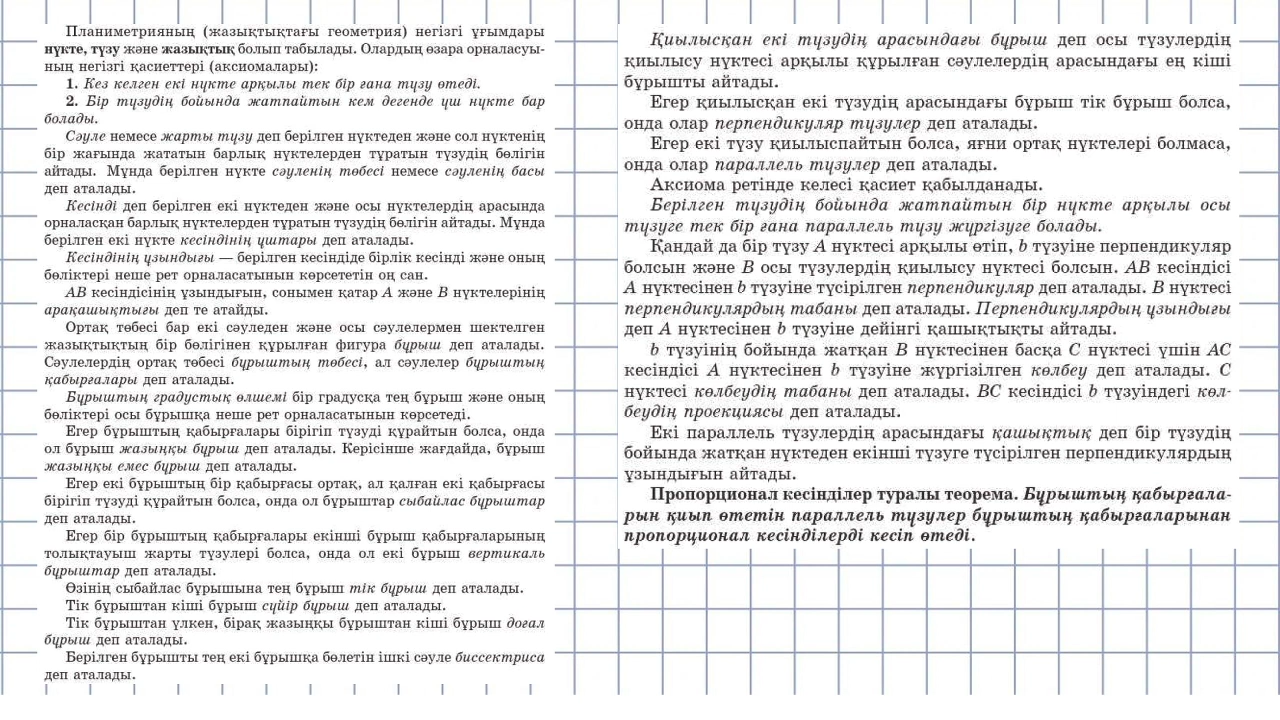 Планиметрияның (жазықтықтағы геометрия) негізгі ұғымдары
нүкте, түзу және жазықтық болып табылады. Олардың өзара орналасуы-
ның негізгі қасиеттері (аксиомалары):
1. Кез келген екі нүкте арқылы тек бір ғана түзу өтеді.
2. Бір түзудің бойында жатпайтын кем дегенде үш нүкте бар
болады.
Сәуле немесе жарты түзу деп берілген нүктеден және сол нүктенің
бір жағында жататын барлық нүктелерден тұратын түзудің бөлігін
айтады. Мұнда берілген нүкте сәуленің төбесі немесе сәуленің басы
деп аталады.
Кесінді деп берілген екі нүктеден және осы нүктелердің арасында
орналасқан барлық нүктелерден тұратын түзудің бөлігін айтады. Мұнда
берілген екі нүкте кесіндінің ұштары деп аталады.
Кесіндінің ұзындығы — берілген кесіндіде бірлік кесінді және оның
бөліктері неше рет орналасатынын көрсететін оң сан.
АВ кесіндісінің ұзындығын, сонымен қатар А және В нүктелерінің
арақашықтығы деп те атайды.
Ортақ төбесі бар екі сәуледен және осы сәулелермен шектелген
жазықтықтың бір бөлігінен құрылған фигура бұрыш деп аталады.
Сәулелердің ортақ төбесі бұрыштың төбесі, ал сәулелер бұрыштың
қабырғалары деп аталады.
Бұрыштың градустық өлшемі бір градусқа тең бұрыш және оның
бөліктері осы бұрышқа неше рет орналасатынын көрсетеді.
Егер бұрыштың қабырғалары бірігіп түзуді құрайтын болса, онда
ол бұрыш жазыңқы бұрыш деп аталады. Керісінше жағдайда, бұрыш
жазыңқы емес бұрыш деп аталады.
Егер екі бұрыштың бір қабырғасы ортақ, ал қалған екі қабырғасы
бірігіп түзуді құрайтын болса, онда ол бұрыштар сыбайлас бұрыштар
деп аталады.
Егер бір бұрыштың қабырғалары екінші бұрыш қабырғаларының
толықтауыш жарты түзулері болса, онда ол екі бұрыш вертикаль
бұрыштар деп аталады.
Өзінің сыбайлас бұрышына тең бұрыш тік бұрыш деп аталады.
Тік бұрыштан кіші бұрыш сүйір бұрыш деп аталады.
Тік бұрыштан үлкен, бірақ жазыңқы бұрыштан кіші бұрыш доғал
бұрыш деп аталады.
Берілген бұрышты тең екі бұрышқа бөлетін ішкі сәуле биссектриса
деп аталады.
Қиылысқан екі түзудің арасындағы бұрыш деп осы түзулердің
қиылысу нүктесі арқылы құрылған сәулелердің арасындағы ең кіші
бұрышты айтады.
Егер қиылысқан екі түзудің арасындағы бұрыш тік бұрыш болса,
онда олар перпендикуляр түзулер деп аталады.
Егер екі түзу қиылыспайтын болса, яғни ортақ нүктелері болмаса,
онда олар параллель түзулер деп аталады.
Аксиома ретінде келесі қасиет қабылданады.
Берілген түзудің бойында жатпайтын бір нүкте арқылы осы
түзуге тек бір ғана параллель түзу жүргізуге болады.
Қандай да бір түзу А нүктесі арқылы өтіп, b түзуіне перпендикуляр
болсын және В осы түзулердің қиылысу нүктесі болсын. АВ кесіндісі
А нүктесінен b түзуіне түсірілген перпендикуляр деп аталады. В нүктесі
перпендикулярдың табаны деп аталады. Перпендикулярдың ұзындығы
деп А нүктесінен b түзуіне дейінгі қашықтықты айтады.
b түзуінің бойында жатқан В нүктесінен басқа С нүктесі үшін АС
кесіндісі А нүктесінен b түзуіне жүргізілген көлбеу деп аталады. С
нүктесі көлбеудің табаны деп аталады. ВС кесіндісі b түзуіндегі көл-
беудің проекциясы деп аталады.
Екі параллель түзулердің арасындағы қашықтық деп бір түзудің
бойында жатқан нүктеден екінші түзуге түсірілген перпендикулярдың
ұзындығын айтады.
Пропорционал кесінділер туралы теорема. Бұрыштың қабырғала-
рын қиып өтетін параллель түзулер бұрыштың қабырғаларынан
пропорционал кесінділерді кесіп өтеді.